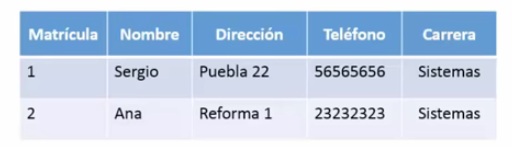 Matrícula Nombre Dirección Teléfono Carrera
1 Sergio Puebla 22 56565656 Sistemas
2 Ana Reforma 1 23232323 Sistemas